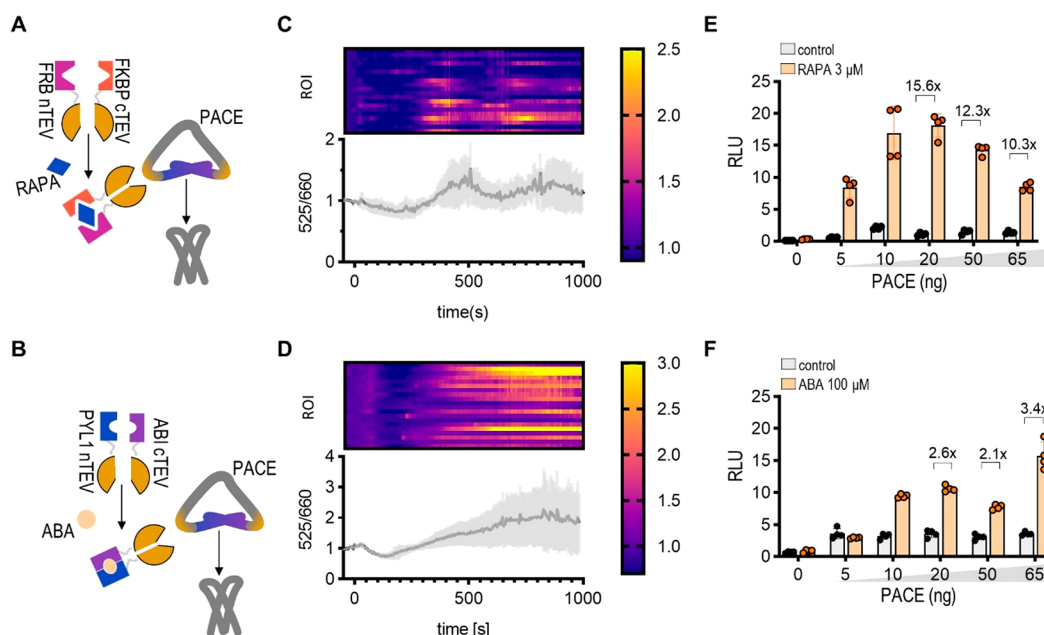 A
FRB nTEV
FKBP cTEV
PACE
RAPA
C
ROI
2.5
2.0
1.5
1.0
525/660
2
1
0
0
500
1000
time(s)
E
control
RAPA 3 µM
RLU
25
20
15
10
5
0
15.6x
12.3x
10.3x
0
5
10
20
50
65
PACE (ng)
B
PYL1 nTEV
ABI cTEV
PACE
ABA
D
ROI
3.0
2.5
2.0
1.5
1.0
525/660
4
3
2
1
0
0
500
1000
time [s]
F
control
ABA 100 µM
RLU
25
20
15
10
5
0
2.6x
2.1x
3.4x
0
5
10
20
50
65
PACE (ng)